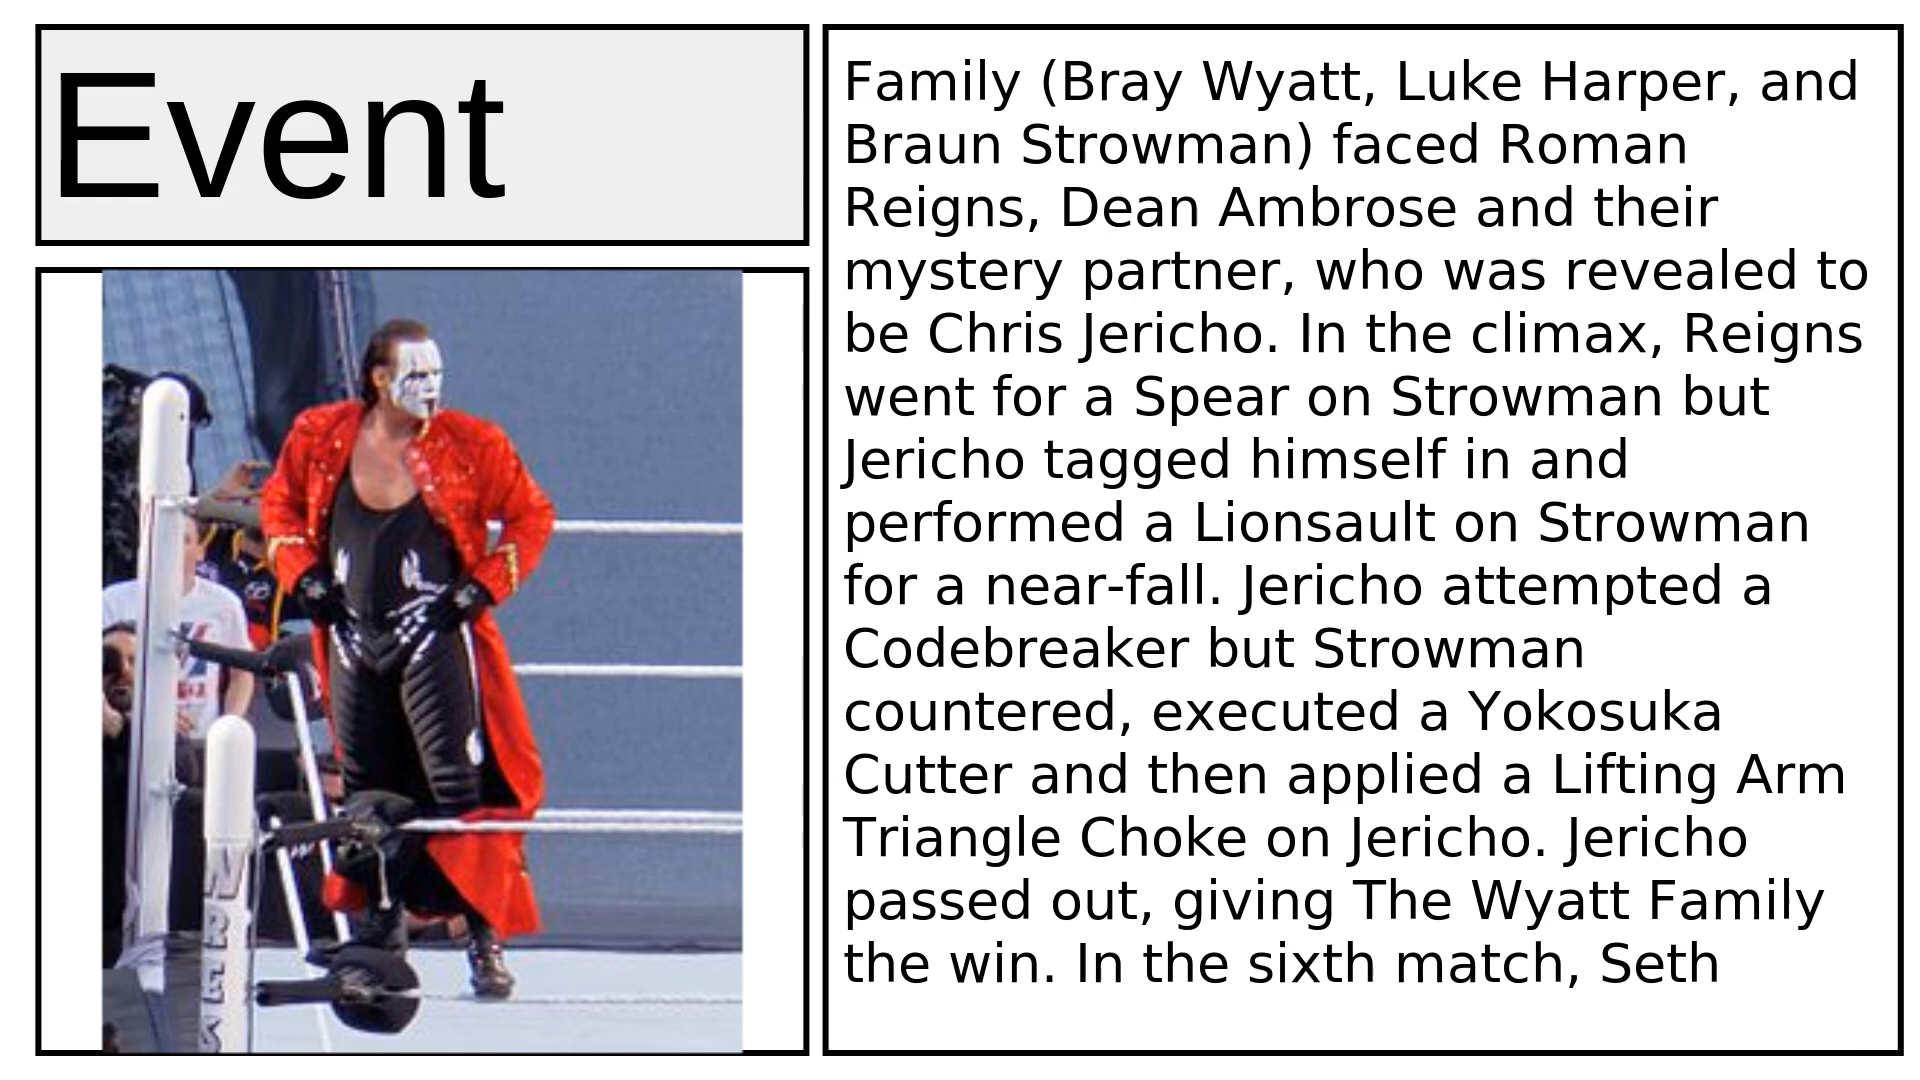 Event
Family (Bray Wyatt, Luke Harper, and
Braun Strowman) faced Roman
Reigns, Dean Ambrose and their
mystery partner, who was revealed to
be Chris Jericho. In the climax, Reigns
went for a Spear on Strowman but
Jericho tagged himself in and
performed a Lionsault on Strowman
for a near-fall. Jericho attempted a
Codebreaker but Strowman
countered, executed a Yokosuka
Cutter and then applied a Lifting Arm
Triangle Choke on Jericho. Jericho
passed out, giving The Wyatt Family
the win. In the sixth match, Seth